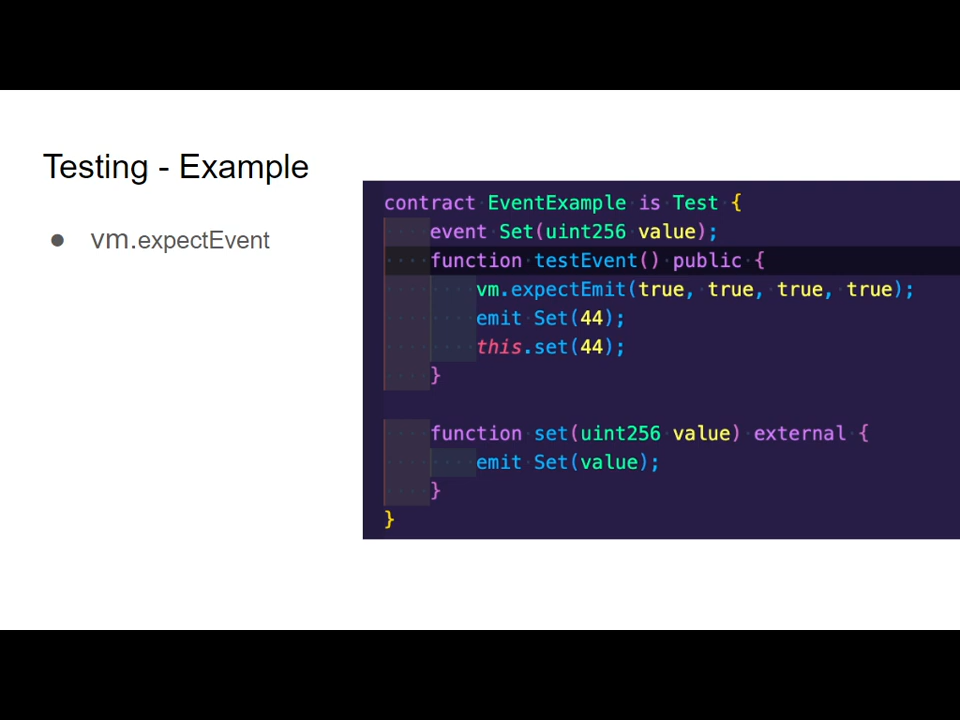 Testing - Example
● vm.expectEvent
contract EventExample is Test {
event Set(uint256 value);
function testEvent() public {
vm.expectEmit(true, true, true, true);
emit Set(44);
this.set(44);
}
function set(uint256 value) external {
emit Set(value);
}
}